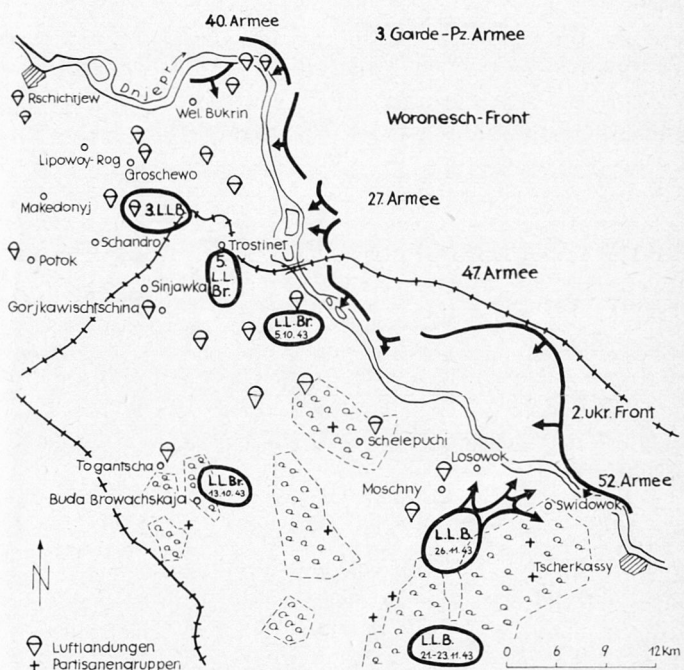 40. Armee
3. Garde-Pz. Armee
Dnjepr
Rschichtjew
Wel. Bukrin
Woronesch-Front
Lipowoy-Rog
Groschewo
Makedonyj
3.L.L.B.
27. Armee
Schandro
Trostinet
Potok
5.
L.L.
Br.
47. Armee
Sinjawka
Gorjkawischtschina
L.L.Br.
5.10.43
2.ukr. Front
Schelepuchi
Togantscha
Losowok
L.L.Br.
13.10.43
Moschny
52. Armee
Buda Browachskaja
Swidowok
L.L.B.
26.11.43
Tscherkassy
N
L.L.B.
21-23.11.43
Luftlandungen
Partisanengruppen
0 6 9 12Km